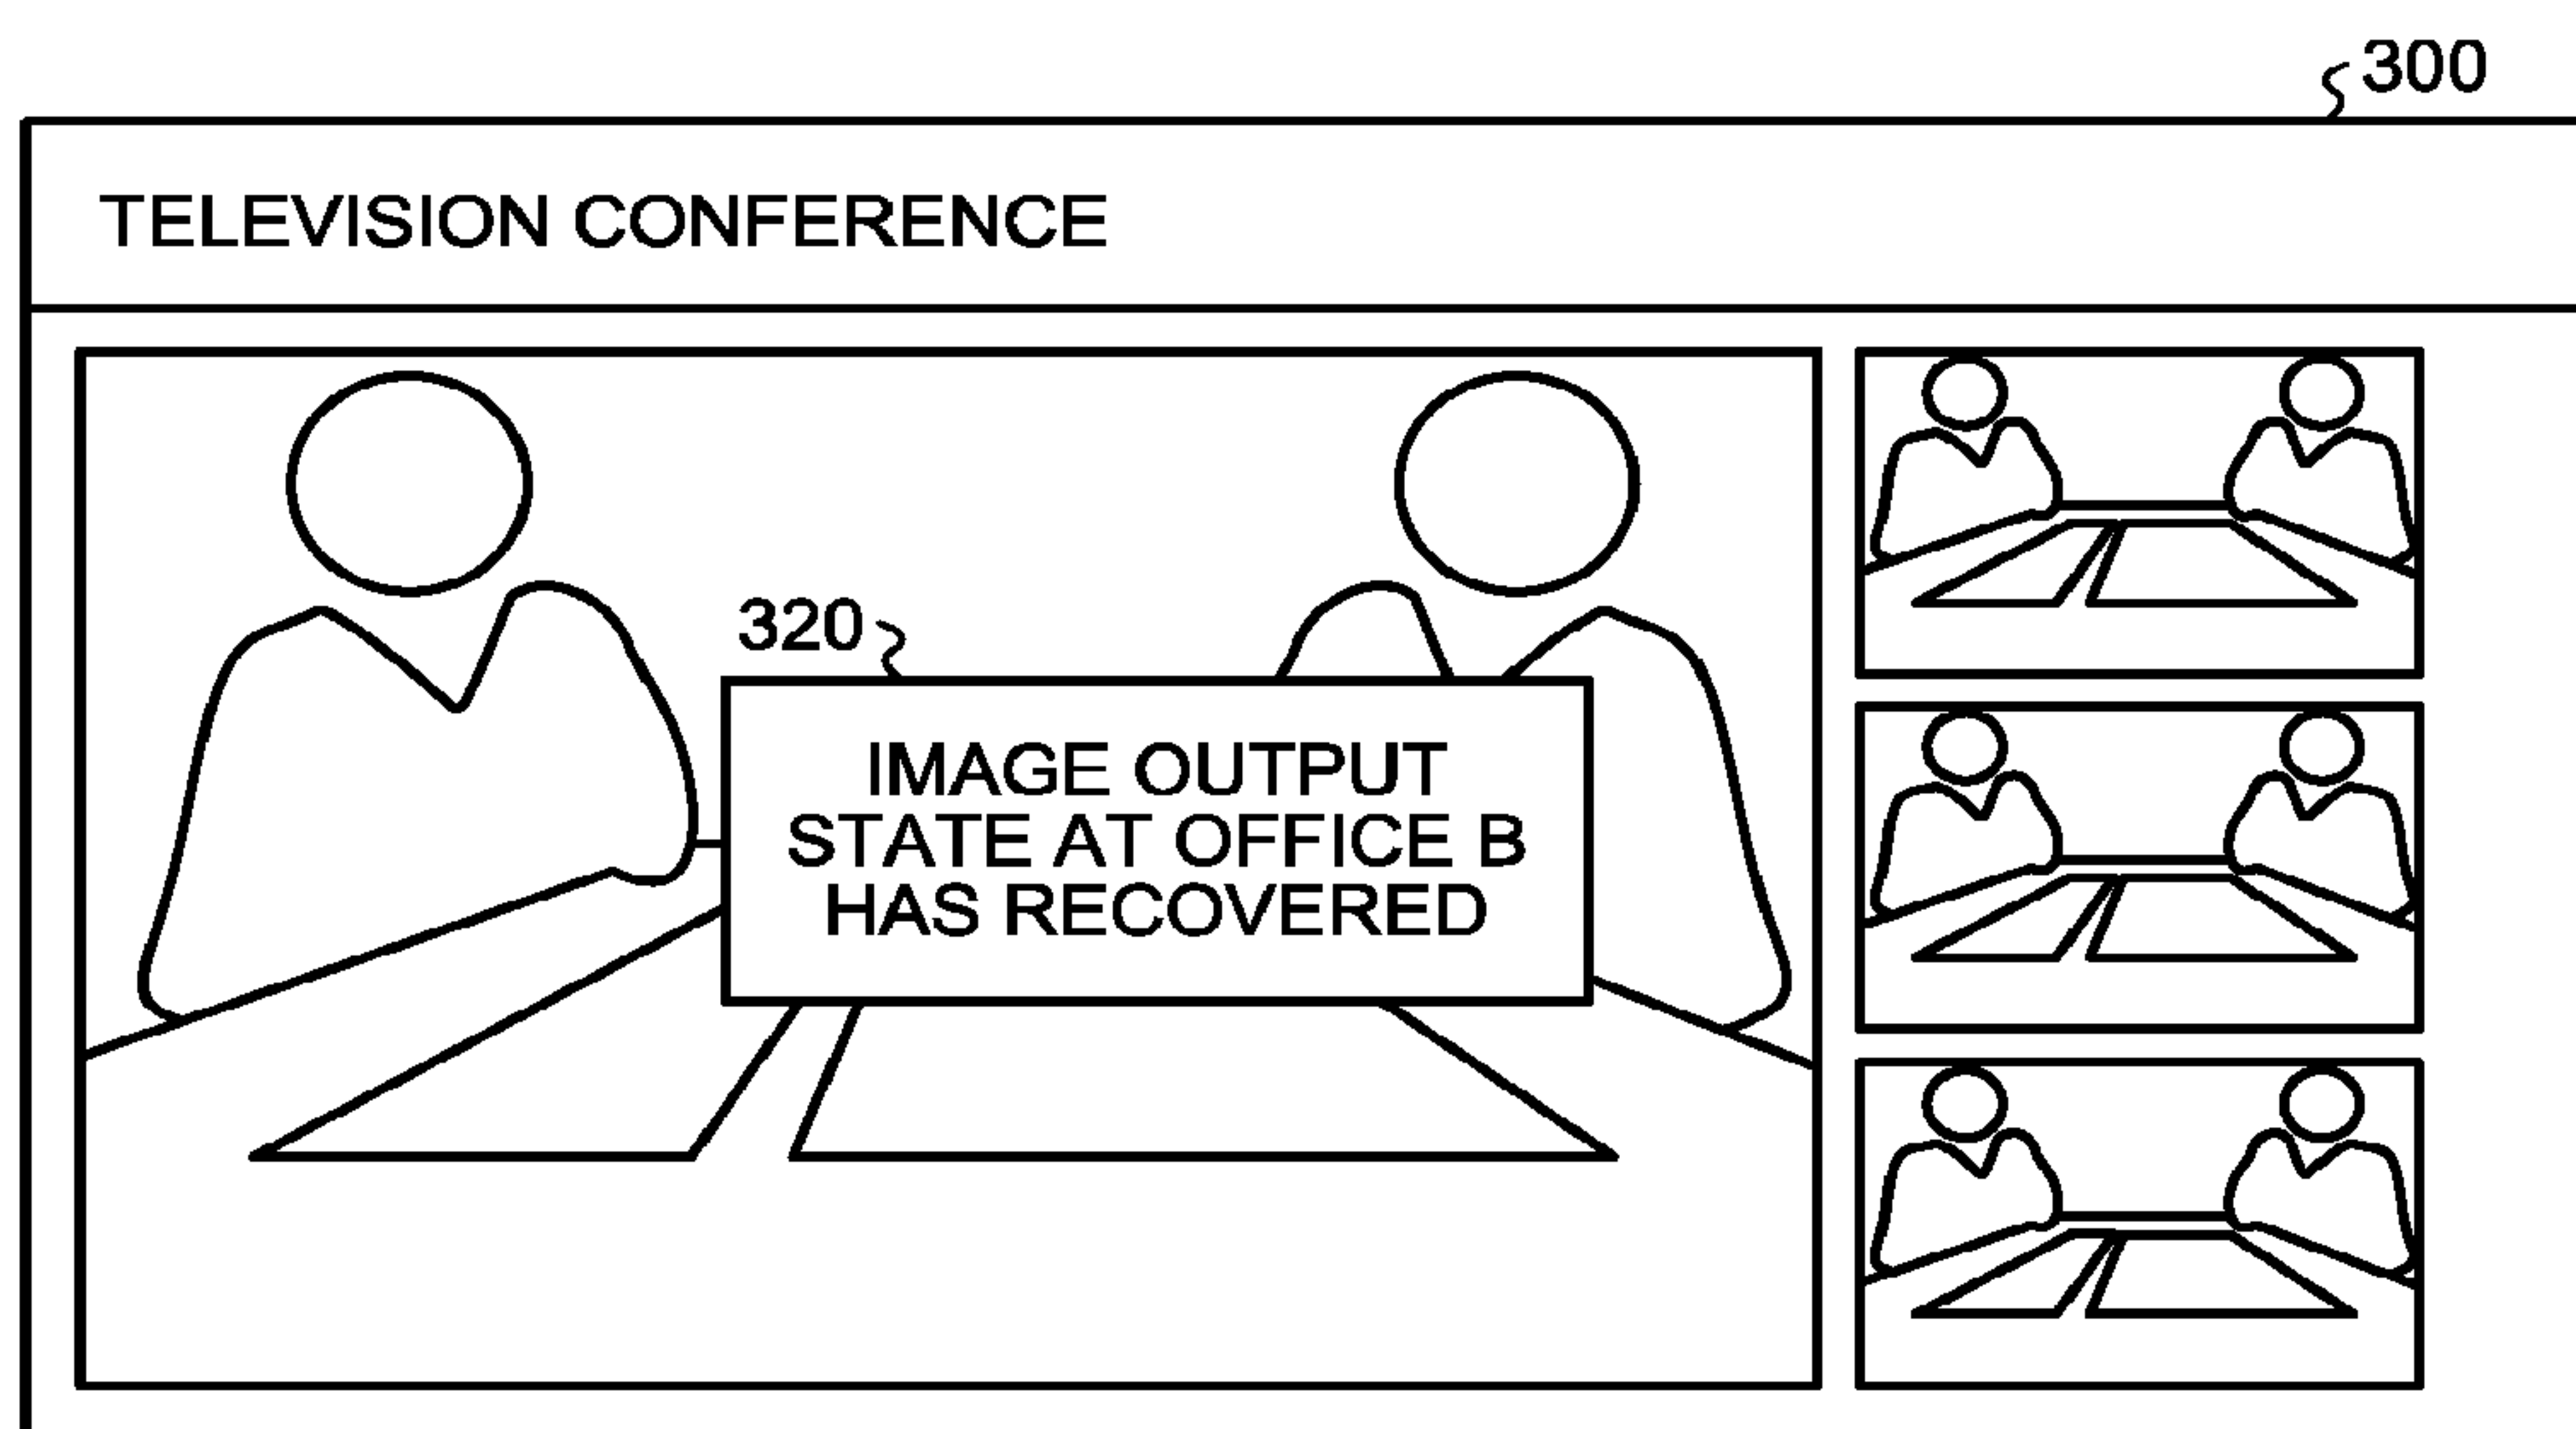 300
TELEVISION CONFERENCE
320
IMAGE OUTPUT
STATE AT OFFICE B
HAS RECOVERED